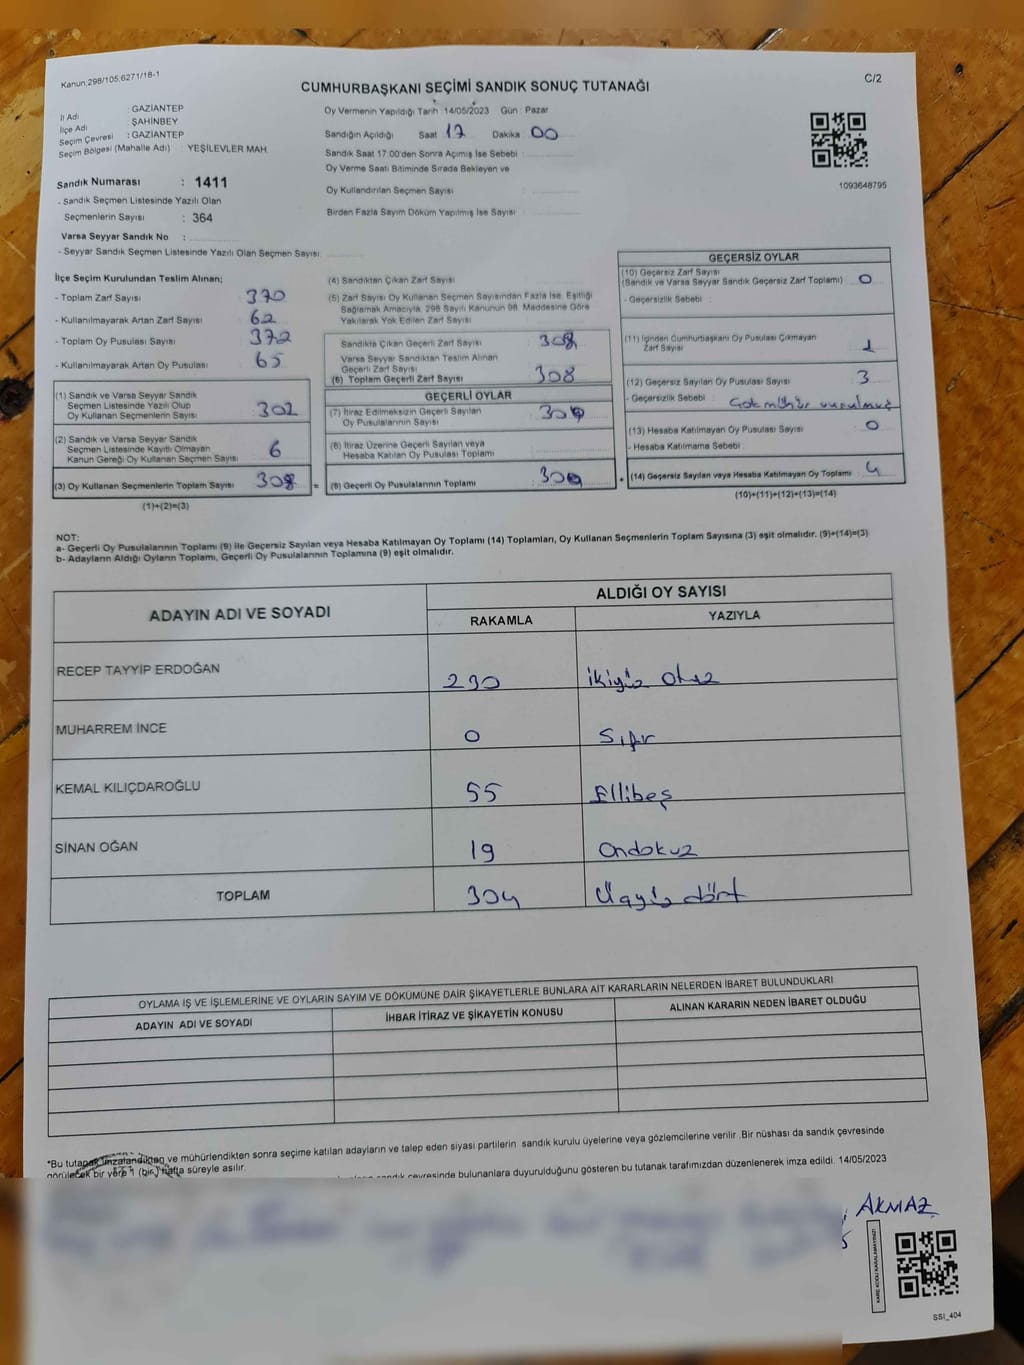 Kanun:298/105,6271/18-1
C/2
CUMHURBAŞKANI SEÇİMİ SANDIK SONUÇ TUTANAĞI
İl Adı : GAZİANTEP
İlçe Adı : ŞAHİNBEY
Seçim Çevresi : GAZİANTEP
Seçim Bölgesi (Mahalle Adı) : YEŞİLEVLER MAH.
Sandık Numarası : 1411
- Sandık Seçmen Listesinde Yazılı Olan
Seçmenlerin Sayısı : 364
Varsa Seyyar Sandık No :
- Seyyar Sandık Seçmen Listesinde Yazılı Olan Seçmen Sayısı
Oy Vermenin Yapıldığı Tarih 14/05/2023 Gün : Pazar
Sandığın Açıldığı Saat 17 Dakika 00
Sandık Saat 17.00'den Sonra Açımış İse Sebebi :
Oy Verme Saati Bitiminde Sırada Bekleyen ve
Oy Kullandırılan Seçmen Sayısı :
Birden Fazla Sayım Döküm Yapılmış İse Sayısı :
1093648795
İlçe Seçim Kurulundan Teslim Alınan;
- Toplam Zarf Sayısı 370
- Kullanılmayarak Artan Zarf Sayısı 62
- Toplam Oy Pusulası Sayısı 372
- Kullanılmayarak Artan Oy Pusulası 65
(1) Sandık ve Varsa Seyyar Sandık
Seçmen Listesinde Yazılı Olup
Oy Kullanan Seçmenlerin Sayısı 302
(2) Sandık ve Varsa Seyyar Sandık
Seçmen Listesinde Kayıtlı Olmayan
Kanun Gereği Oy Kullanan Seçmen Sayısı 6
(3) Oy Kullanan Seçmenlerin Toplam Sayısı 308 =
(1)+(2)=(3)
(4) Sandıktan Çıkan Zarf Sayısı
(5) Zarf Sayısı Oy Kullanan Seçmen Sayısından Fazla İse, Eşitliği
Sağlamak Amacıyla, 298 Sayılı Kanunun 98. Maddesine Göre
Yakılarak Yok Edilen Zarf Sayısı
Sandıkta Çıkan Geçerli Zarf Sayısı 308
Varsa Seyyar Sandıktan Teslim Alınan
Geçerli Zarf Sayısı
(6) Toplam Geçerli Zarf Sayısı 308
GEÇERLİ OYLAR
(7) İtiraz Edilmeksizin Geçerli Sayılan
Oy Pusulalarının Sayısı
(8) İtiraz Üzerine Geçerli Sayılan veya
Hesaba Katılan Oy Pusulası Toplamı
(9) Geçerli Oy Pusulalarının Toplamı
GEÇERSİZ OYLAR
(10) Geçersiz Zarf Sayısı
(Sandık ve Varsa Seyyar Sandık Geçersiz Zarf Toplamı) 0
- Geçersizlik Sebebi :
(11) İçinden Cumhurbaşkanı Oy Pusulası Çıkmayan
Zarf Sayısı 1
(12) Geçersiz Sayılan Oy Pusulası Sayısı 3
- Geçersizlik Sebebi : Çok mühür vurulmuş
(13) Hesaba Katılmayan Oy Pusulası Sayısı 0
- Hesaba Katılmama Sebebi :
+ (14) Geçersiz Sayılan veya Hesaba Katılmayan Oy Toplamı 4
(10)+(11)+(12)+(13)=(14)
NOT:
a- Geçerli Oy Pusulalarının Toplamı (9) ile Geçersiz Sayılan veya Hesaba Katılmayan Oy Toplamı (14) Toplamları, Oy Kullanan Seçmenlerin Toplam Sayısına (3) eşit olmalıdır. (9)+(14)=(3)
b- Adayların Aldığı Oyların Toplamı, Geçerli Oy Pusulalarının Toplamına (9) eşit olmalıdır.
ADAYIN ADI VE SOYADI
ALDIĞI OY SAYISI
RAKAMLA YAZIYLA
RECEP TAYYİP ERDOĞAN 230 İkiyüz otuz
MUHARREM İNCE 0 Sıfır
KEMAL KILIÇDAROĞLU 55 Ellibeş
SİNAN OĞAN 19 Ondokuz
TOPLAM 304 Üçyüz dört
OYLAMA İŞ VE İŞLEMLERİNE VE OYLARIN SAYIM VE DÖKÜMÜNE DAİR ŞİKAYETLERLE BUNLARA AİT KARARLARIN NELERDEN İBARET BULUNDUKLARI
ADAYIN ADI VE SOYADI İHBAR İTİRAZ VE ŞİKAYETİN KONUSU ALINAN KARARIN NEDEN İBARET OLDUĞU
*Bu tutanak imzalandıktan ve mühürlendikten sonra seçime katılan adayların ve talep eden siyasi partilerin sandık kurulu üyelerine veya gözlemcilerine verilir .Bir nüshası da sandık çevresinde
görülecek bir yere 1 (bir) hafta süreyle asılır.
sandık çevresinde bulunanlara duyurulduğunu gösteren bu tutanak tarafımızdan düzenlenerek imza edildi. 14/05/2023
AKMAZ
KARE KODU KARALAMAYINIZ!
SSI_404